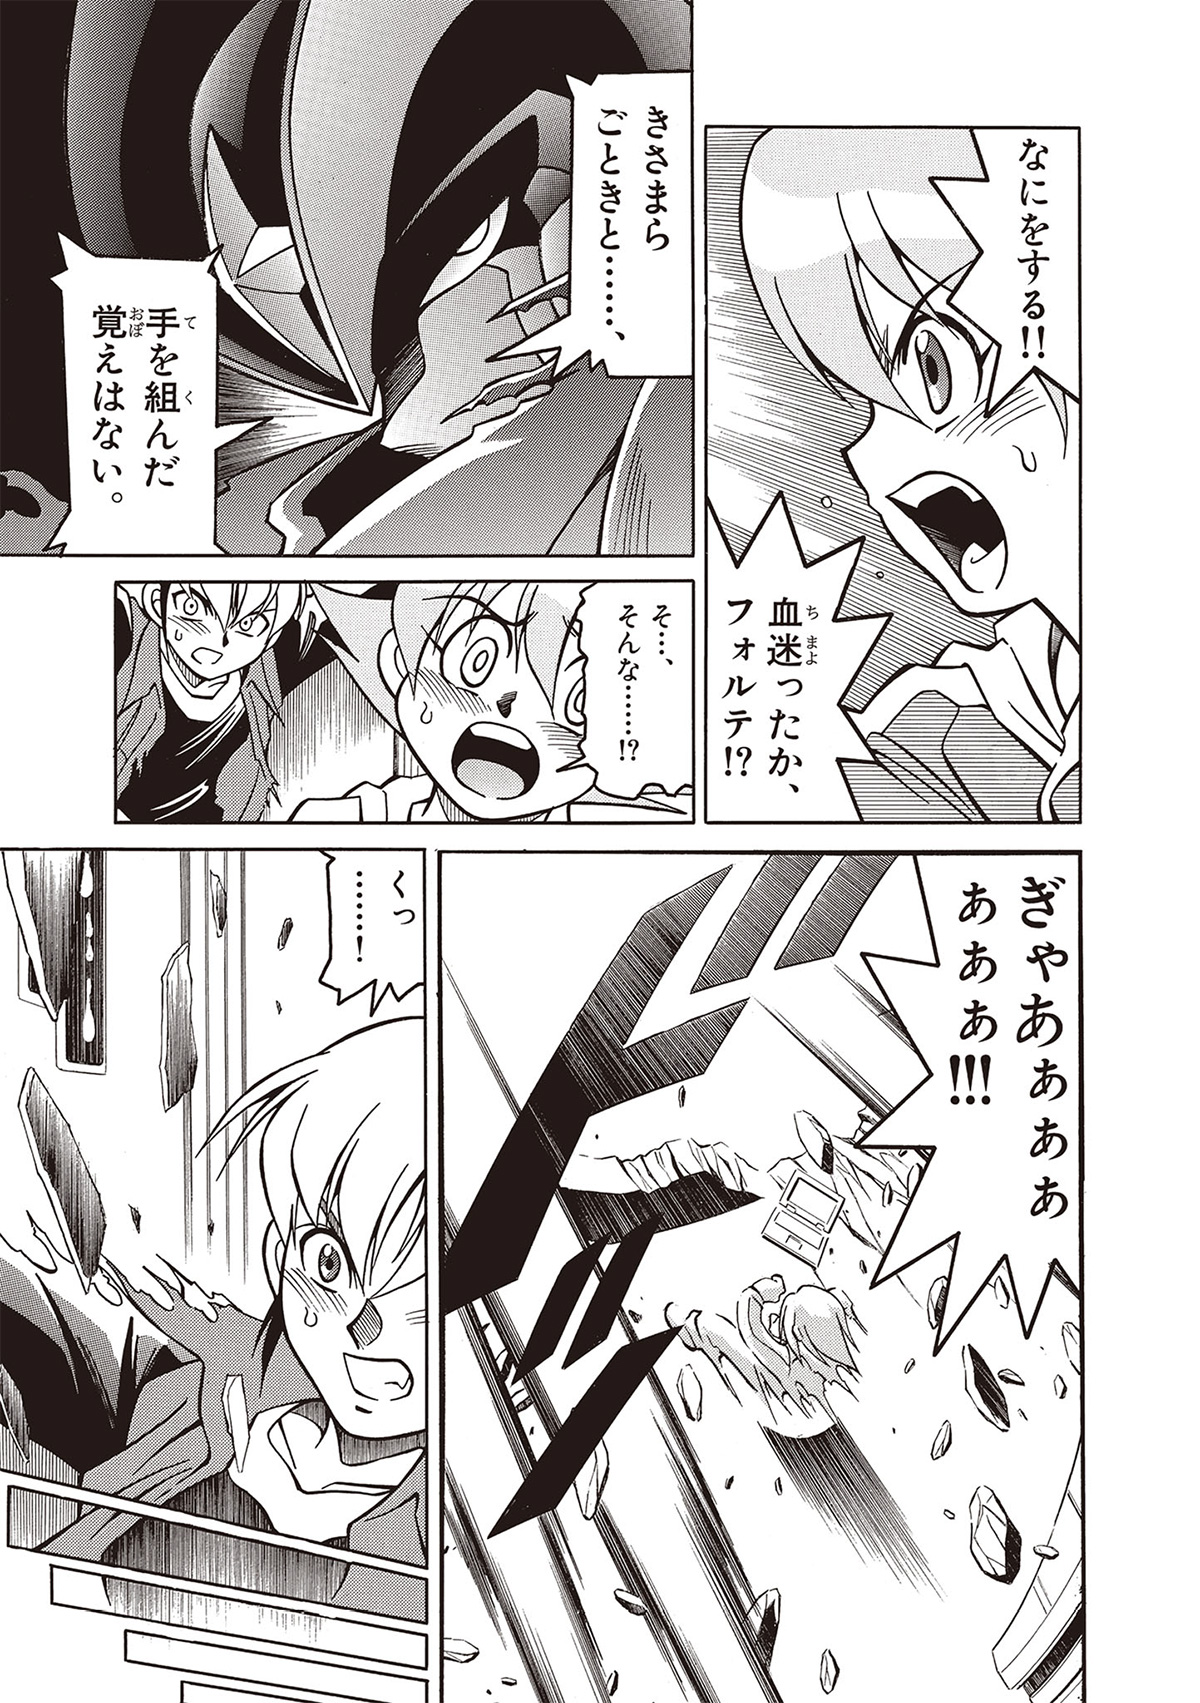 なにをする!!
血迷ったか、
フォルテ!?
きさまら
ごときと……、
手を組んだ
覚えはない。
そ…、
そんな……!?
ぎゃあぁぁぁ
ぁぁぁ!!!
くっ
……!